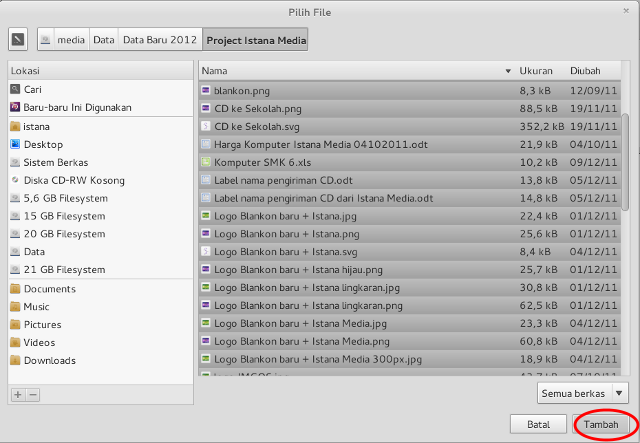 Pilih File
media Data Data Baru 2012 Project Istana Media
Lokasi
Cari
Baru-baru Ini Digunakan
istana
Desktop
Sistem Berkas
Diska CD-RW Kosong
5,6 GB Filesystem
15 GB Filesystem
20 GB Filesystem
Data
21 GB Filesystem
Documents
Music
Pictures
Videos
Downloads
Nama Ukuran Diubah
blankon.png 8,3 kB 12/09/11
CD ke Sekolah.png 88,5 kB 19/11/11
CD ke Sekolah.svg 352,2 kB 19/11/11
Harga Komputer Istana Media 04102011.odt 21,9 kB 04/10/11
Komputer SMK 6.xls 10,2 kB 09/12/11
Label nama pengiriman CD.odt 13,8 kB 05/12/11
Label nama pengiriman CD dari Istana Media.odt 14,8 kB 05/12/11
Logo Blankon baru + Istana.jpg 22,4 kB 01/12/11
Logo Blankon baru + Istana.png 25,6 kB 01/12/11
Logo Blankon baru + Istana.svg 8,4 kB 04/12/11
Logo Blankon baru + Istana hijau.png 25,7 kB 01/12/11
Logo Blankon baru + Istana lingkaran.jpg 30,8 kB 01/12/11
Logo Blankon baru + Istana lingkaran.png 62,5 kB 01/12/11
Logo Blankon baru + Istana Media.jpg 23,3 kB 04/12/11
Logo Blankon baru + Istana Media.png 60,8 kB 04/12/11
Logo Blankon baru + Istana Media 300px.jpg 18,9 kB 04/12/11
Semua berkas
Batal Tambah